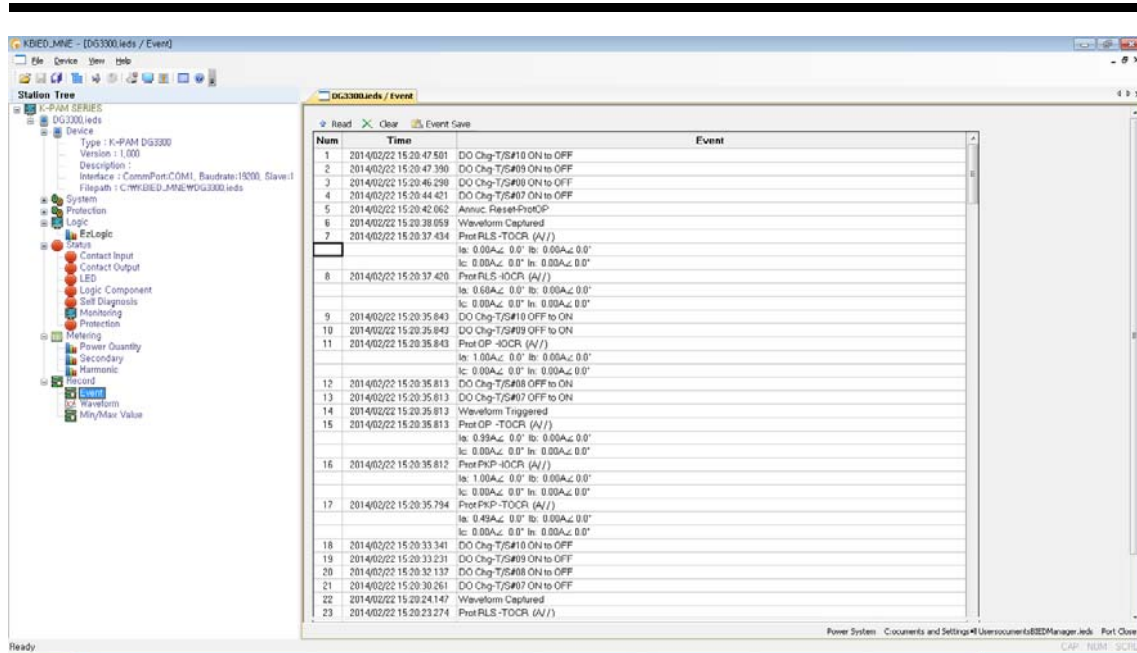 KBIED_MNE - [DG3300.ieds / Event]
File Device View Help
Station Tree
K-PAM SERIES
DG3300.ieds
Device
Type : K-PAM DG3300
Version : 1,000
Description :
Interface : CommPort:COM1, Baudrate:19200, Slave:1
Filepath : C:₩KBIED_MNE₩DG3300.ieds
System
Protection
Logic
EzLogic
Status
Contact Input
Contact Output
LED
Logic Component
Self Diagnosis
Monitoring
Protection
Metering
Power Quantity
Secondary
Harmonic
Record
Event
Waveform
Min/Max Value
DG3300.ieds / Event
Read Clear Event Save
Num Time Event
1 2014/02/22 15:20:47.501 DO Chg-T/S#10 ON to OFF
2 2014/02/22 15:20:47.390 DO Chg-T/S#09 ON to OFF
3 2014/02/22 15:20:46.298 DO Chg-T/S#08 ON to OFF
4 2014/02/22 15:20:44.421 DO Chg-T/S#07 ON to OFF
5 2014/02/22 15:20:42.062 Annuc. Reset-ProtOP
6 2014/02/22 15:20:38.059 Waveform Captured
7 2014/02/22 15:20:37.434 Prot RLS -TOCR (A//)
Ia: 0.00A∠ 0.0° Ib: 0.00A∠ 0.0°
Ic: 0.00A∠ 0.0° In: 0.00A∠ 0.0°
8 2014/02/22 15:20:37.420 Prot RLS -IOCR (A//)
Ia: 0.68A∠ 0.0° Ib: 0.00A∠ 0.0°
Ic: 0.00A∠ 0.0° In: 0.00A∠ 0.0°
9 2014/02/22 15:20:35.843 DO Chg-T/S#10 OFF to ON
10 2014/02/22 15:20:35.843 DO Chg-T/S#09 OFF to ON
11 2014/02/22 15:20:35.843 Prot OP -IOCR (A//)
Ia: 1.00A∠ 0.0° Ib: 0.00A∠ 0.0°
Ic: 0.00A∠ 0.0° In: 0.00A∠ 0.0°
12 2014/02/22 15:20:35.813 DO Chg-T/S#08 OFF to ON
13 2014/02/22 15:20:35.813 DO Chg-T/S#07 OFF to ON
14 2014/02/22 15:20:35.813 Waveform Triggered
15 2014/02/22 15:20:35.813 Prot OP -TOCR (A//)
Ia: 0.99A∠ 0.0° Ib: 0.00A∠ 0.0°
Ic: 0.00A∠ 0.0° In: 0.00A∠ 0.0°
16 2014/02/22 15:20:35.812 Prot PKP -IOCR (A//)
Ia: 1.00A∠ 0.0° Ib: 0.00A∠ 0.0°
Ic: 0.00A∠ 0.0° In: 0.00A∠ 0.0°
17 2014/02/22 15:20:35.794 Prot PKP -TOCR (A//)
Ia: 0.49A∠ 0.0° Ib: 0.00A∠ 0.0°
Ic: 0.00A∠ 0.0° In: 0.00A∠ 0.0°
18 2014/02/22 15:20:33.341 DO Chg-T/S#10 ON to OFF
19 2014/02/22 15:20:33.231 DO Chg-T/S#09 ON to OFF
20 2014/02/22 15:20:32.137 DO Chg-T/S#08 ON to OFF
21 2014/02/22 15:20:30.261 DO Chg-T/S#07 ON to OFF
22 2014/02/22 15:20:24.147 Waveform Captured
23 2014/02/22 15:20:23.274 Prot RLS -TOCR (A//)
Power System Port Close
Ready CAP NUM SCRL